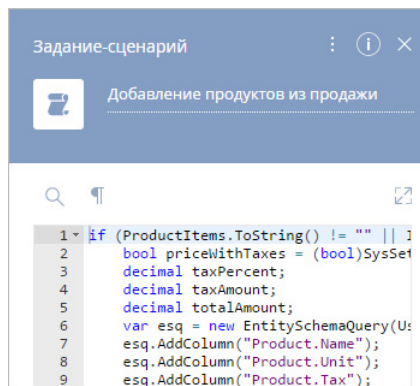 Задание-сценарий
Добавление продуктов из продажи
1 if (ProductItems.ToString() != "" ||
2 bool priceWithTaxes = (bool)SysSet
3 decimal taxPercent;
4 decimal taxAmount;
5 decimal totalAmount;
6 var esq = new EntitySchemaQuery(Us
7 esq.AddColumn("Product.Name");
8 esq.AddColumn("Product.Unit");
9 esq.AddColumn("Product.Tax");